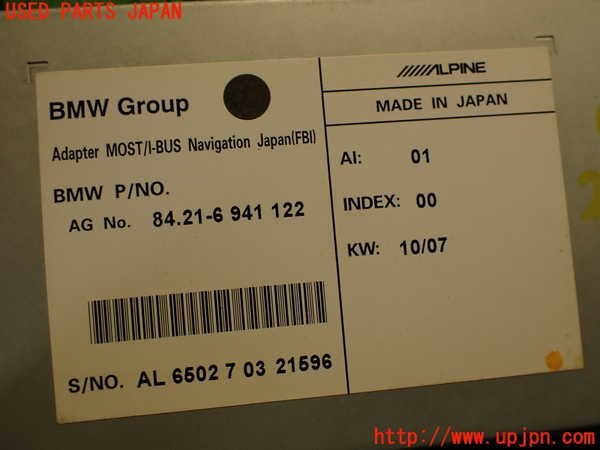 USED PARTS JAPAN
BMW Group
Adapter MOST/I-BUS Navigation Japan(FBI)
BMW P/NO.
AG No. 84.21-6 941 122
S/NO. AL 6502 7 03 21596
ALPINE
MADE IN JAPAN
AI: 01
INDEX: 00
KW: 10/07
http://www.upjpn.com/